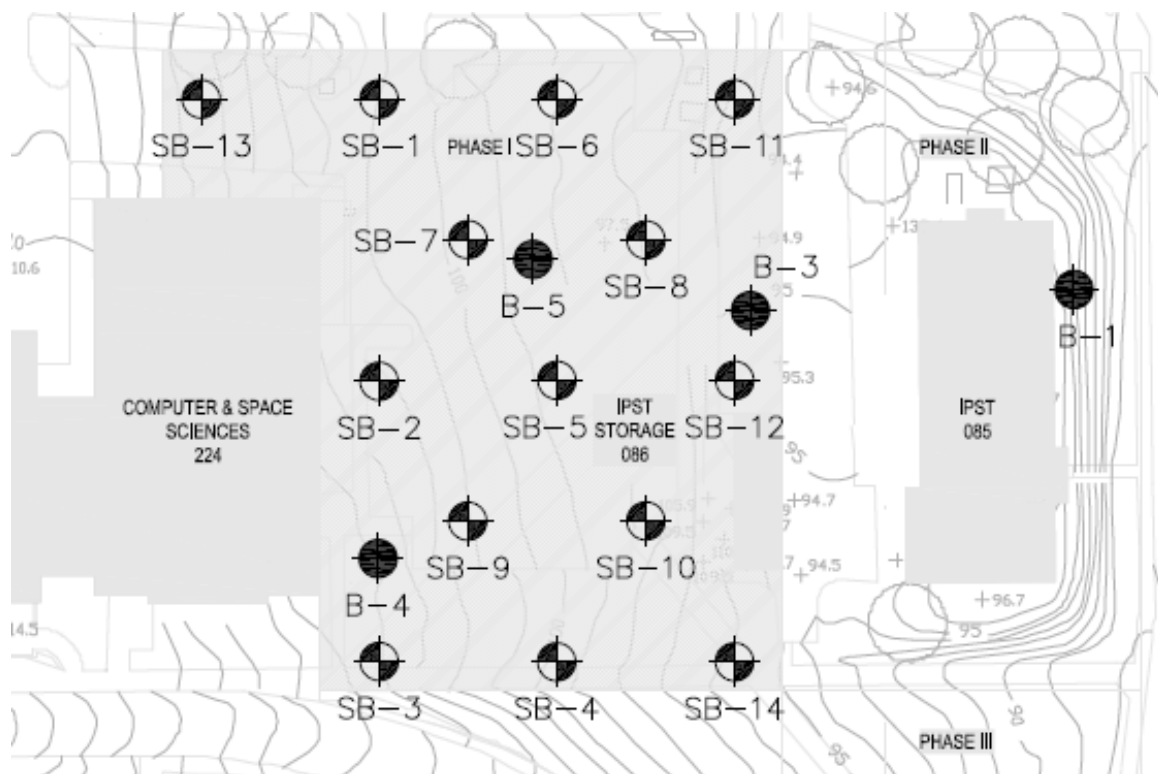 94.6
SB-13
SB-1
PHASE I
SB-6
SB-11
PHASE II
94.4
SB-7
97.5
94.9
10.6
100
SB-8
B-3
95
B-5
B-1
95.3
COMPUTER & SPACE
SCIENCES
224
SB-2
SB-5
IPST
STORAGE
086
SB-12
IPST
085
95
94.7
SB-9
SB-10
94.5
B-4
96.7
14.5
95
SB-3
SB-4
SB-14
90
95
PHASE III